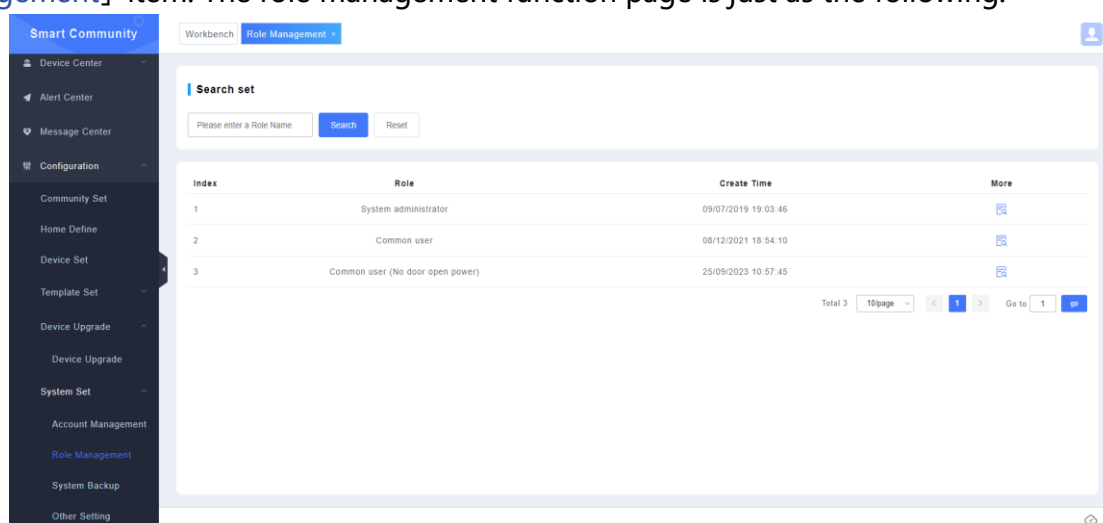 gement］ item. The role management function page is just as the following:
Smart Community
Workbench Role Management ×
Device Center
Alert Center
Message Center
Configuration
Community Set
Home Define
Device Set
Template Set
Device Upgrade
Device Upgrade
System Set
Account Management
Role Management
System Backup
Other Setting
Search set
Please enter a Role Name Search Reset
Index Role Create Time More
1 System administrator 09/07/2019 19:03:46
2 Common user 08/12/2021 18:54:10
3 Common user (No door open power) 25/09/2023 10:57:45
Total 3 10/page < 1 > Go to 1 go